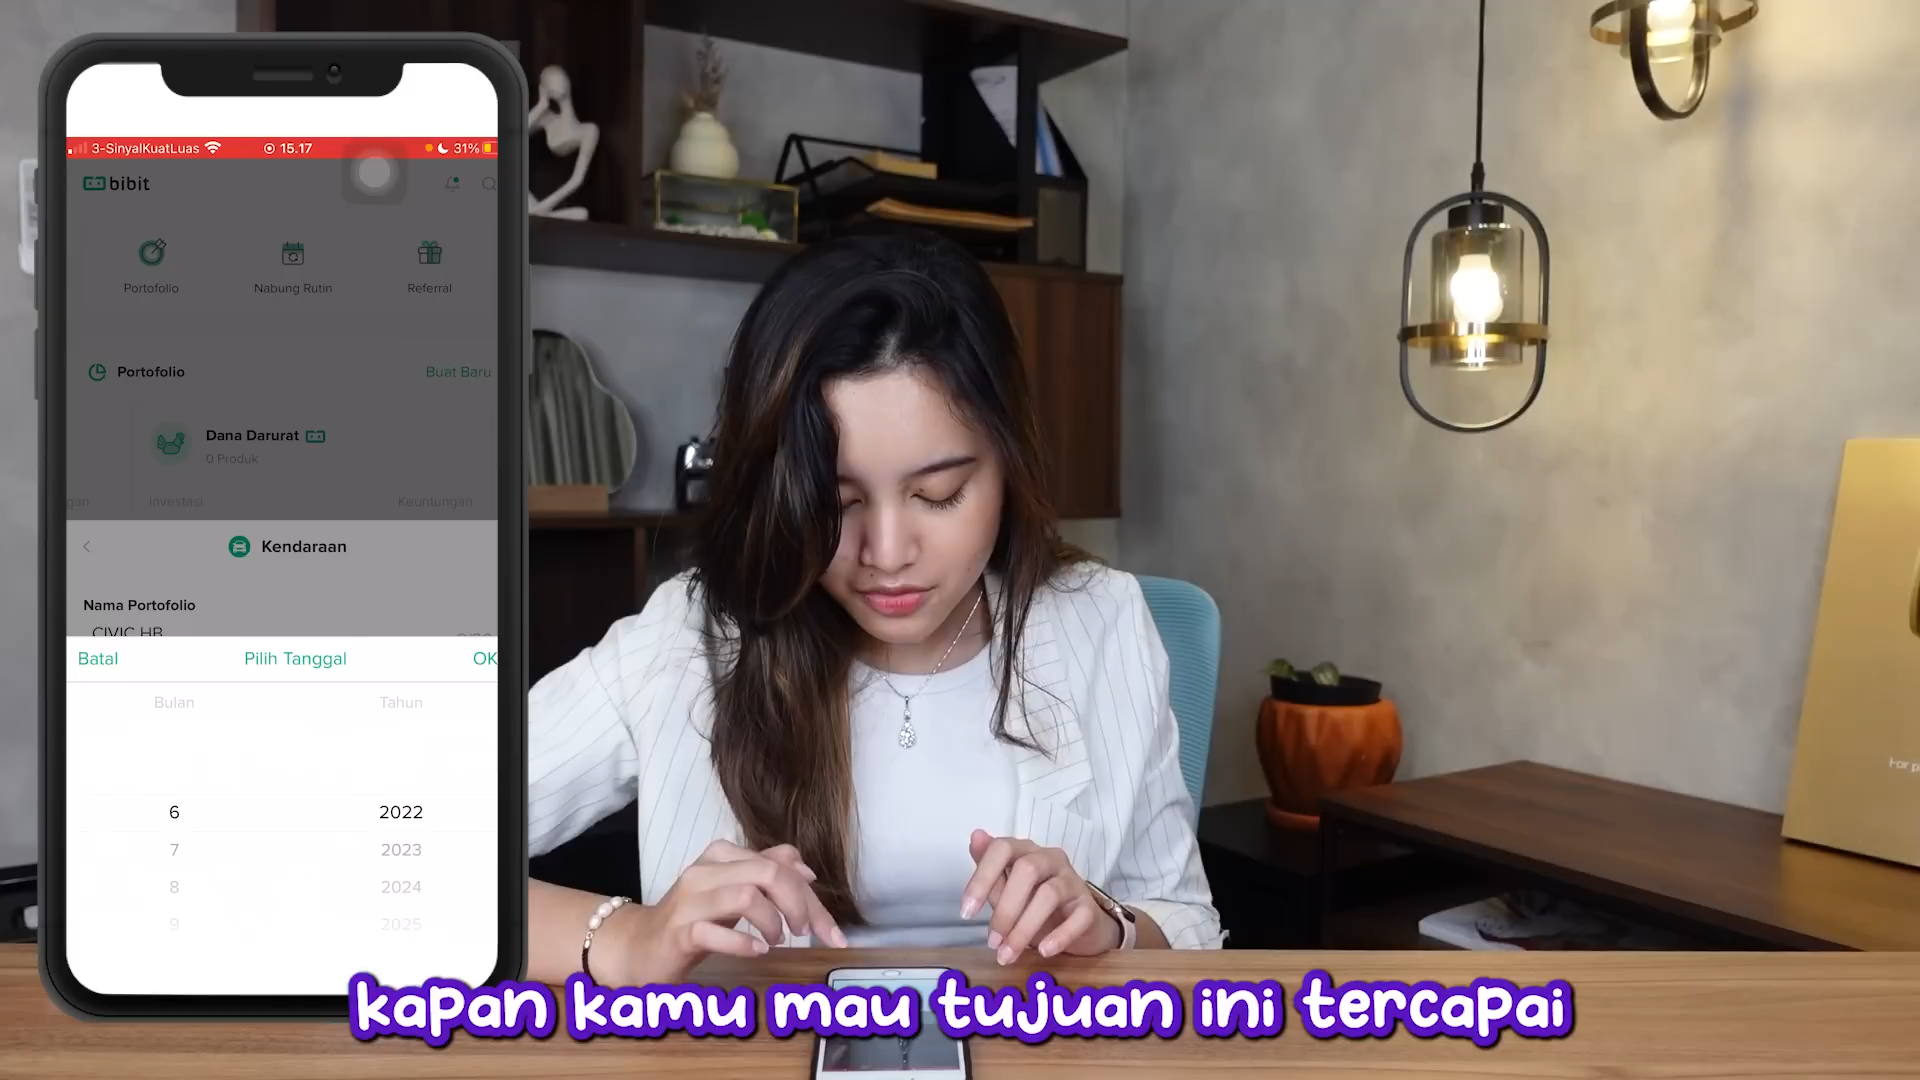 3-SinyalKuatLuas
15.17
31%
bibit
Portofolio
Nabung Rutin
Referral
Portofolio
Buat Baru
Dana Darurat
0 Produk
gan
Investasi
Keuntungan
Kendaraan
Nama Portofolio
CIVIC HB
Batal
Pilih Tanggal
OK
Bulan
Tahun
6
2022
7
2023
8
2024
9
2025
For p
kapan kamu mau tujuan ini tercapai